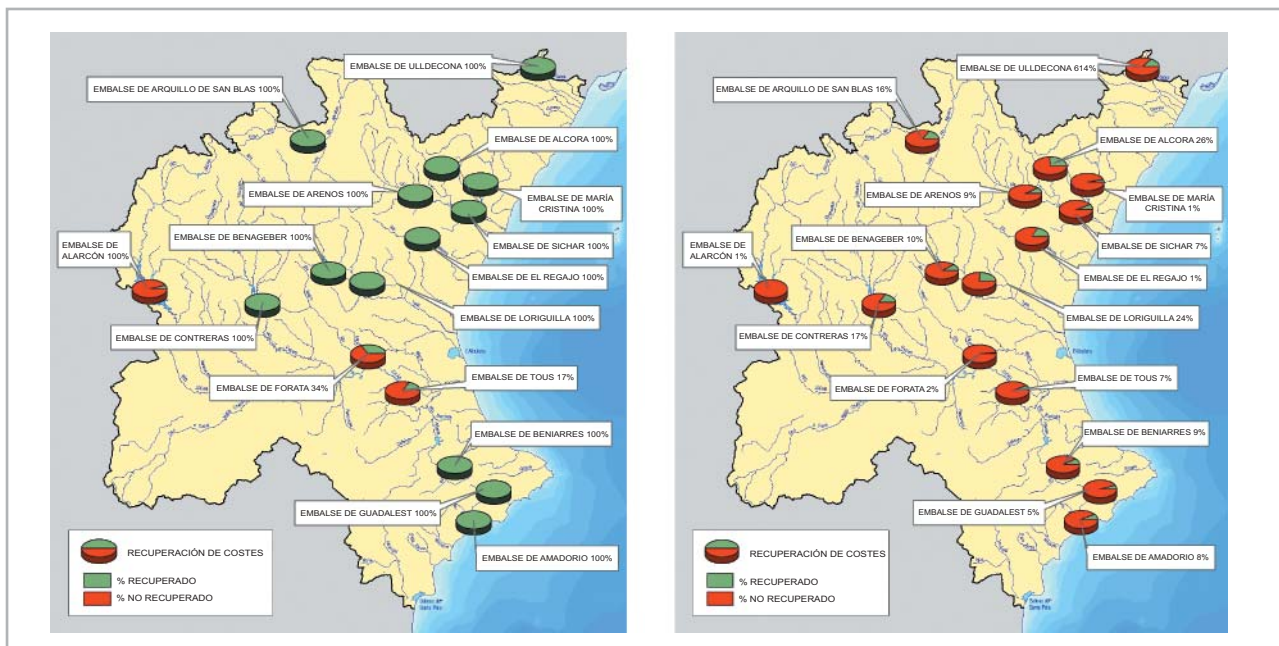 EMBALSE DE ULLDECONA 100%
EMBALSE DE ARQUILLO DE SAN BLAS 100%
EMBALSE DE ALCORA 100%
EMBALSE DE ARENOS 100%
EMBALSE DE MARÍA
CRISTINA 100%
EMBALSE DE BENAGEBER 100%
EMBALSE DE SICHAR 100%
EMBALSE DE
ALARCÓN 100%
EMBALSE DE EL REGAJO 100%
EMBALSE DE LORIGUILLA 100%
EMBALSE DE CONTRERAS 100%
EMBALSE DE FORATA 34%
EMBALSE DE TOUS 17%
EMBALSE DE BENIARRES 100%
EMBALSE DE GUADALEST 100%
EMBALSE DE AMADORIO 100%
RECUPERACIÓN DE COSTES
% RECUPERADO
% NO RECUPERADO
EMBALSE DE ULLDECONA 614%
EMBALSE DE ARQUILLO DE SAN BLAS 16%
EMBALSE DE ALCORA 26%
EMBALSE DE ARENOS 9%
EMBALSE DE MARÍA
CRISTINA 1%
EMBALSE DE BENAGEBER 10%
EMBALSE DE SICHAR 7%
EMBALSE DE
ALARCÓN 1%
EMBALSE DE EL REGAJO 1%
EMBALSE DE LORIGUILLA 24%
EMBALSE DE CONTRERAS 17%
EMBALSE DE FORATA 2%
EMBALSE DE TOUS 7%
EMBALSE DE BENIARRES 9%
EMBALSE DE GUADALEST 5%
EMBALSE DE AMADORIO 8%
RECUPERACIÓN DE COSTES
% RECUPERADO
% NO RECUPERADO